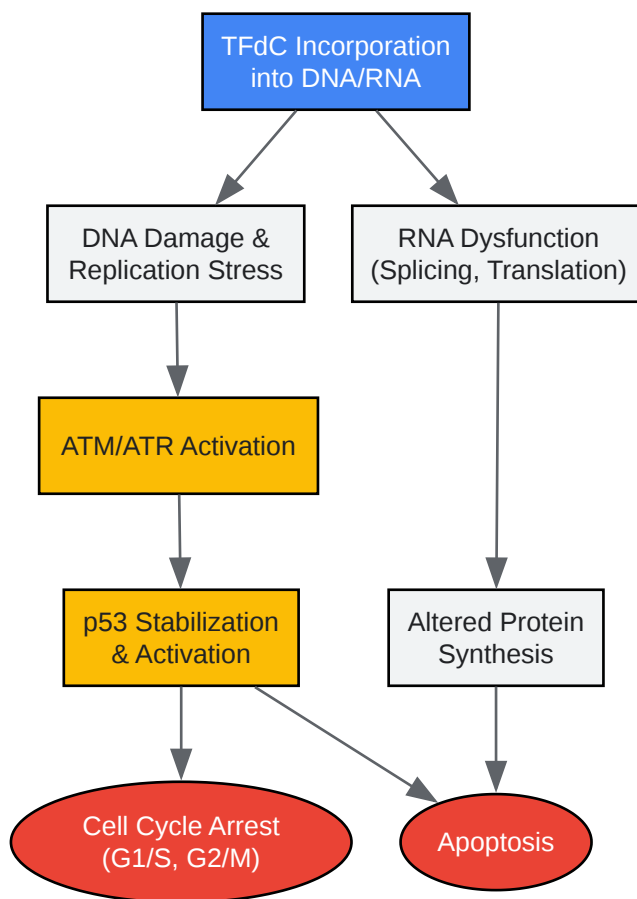 TFdC Incorporation
into DNA/RNA
DNA Damage &
Replication Stress
RNA Dysfunction
(Splicing, Translation)
ATM/ATR Activation
p53 Stabilization
& Activation
Altered Protein
Synthesis
Cell Cycle Arrest
(G1/S, G2/M)
Apoptosis